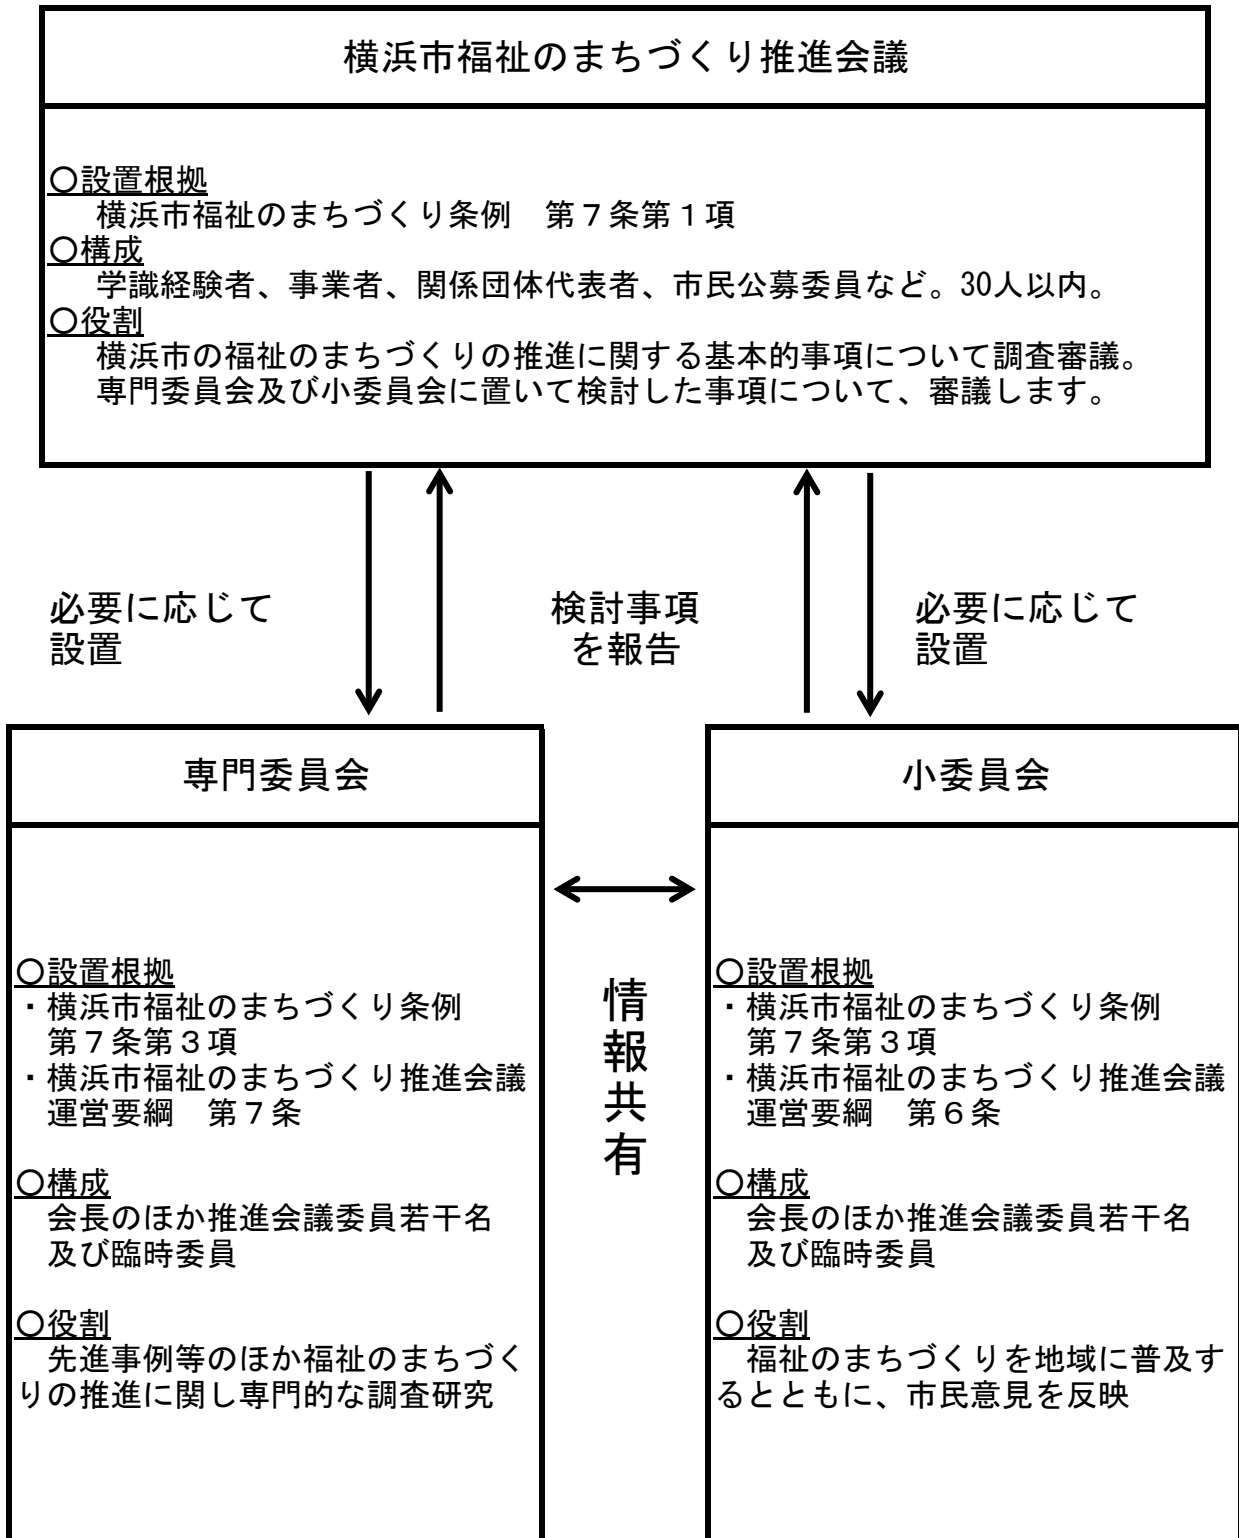 横浜市福祉のまちづくり推進会議
○設置根拠
横浜市福祉のまちづくり条例　第７条第１項
○構成
学識経験者、事業者、関係団体代表者、市民公募委員など。30人以内。
○役割
横浜市の福祉のまちづくりの推進に関する基本的事項について調査審議。
専門委員会及び小委員会に置いて検討した事項について、審議します。
必要に応じて
設置
検討事項
を報告
必要に応じて
設置
専門委員会
○設置根拠
・横浜市福祉のまちづくり条例
第７条第３項
・横浜市福祉のまちづくり推進会議
運営要綱　第７条
○構成
会長のほか推進会議委員若干名
及び臨時委員
○役割
先進事例等のほか福祉のまちづく
りの推進に関し専門的な調査研究
情報共有
小委員会
○設置根拠
・横浜市福祉のまちづくり条例
第７条第３項
・横浜市福祉のまちづくり推進会議
運営要綱　第６条
○構成
会長のほか推進会議委員若干名
及び臨時委員
○役割
福祉のまちづくりを地域に普及す
るとともに、市民意見を反映